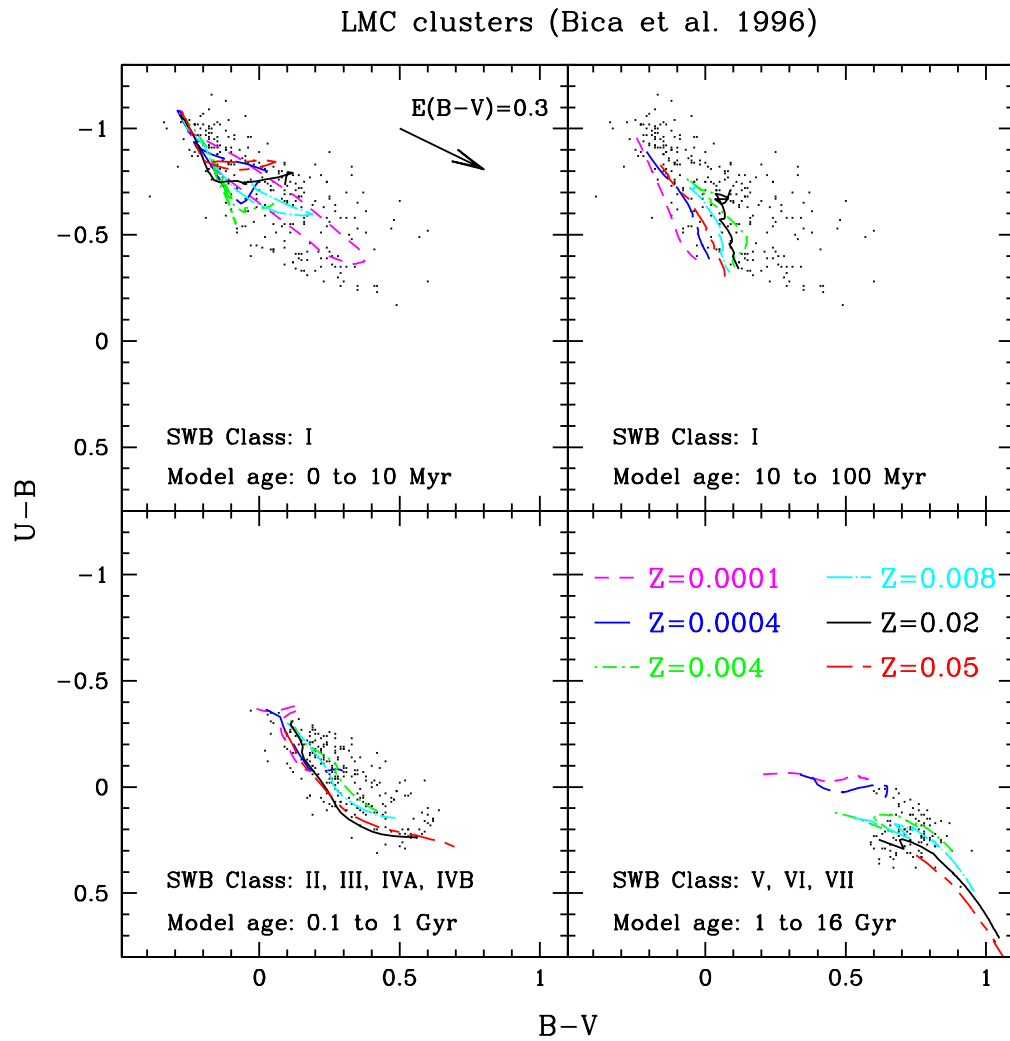 LMC clusters (Bica et al. 1996)
E(B−V)=0.3
−1
−0.5
0
0.5
SWB Class: I
Model age: 0 to 10 Myr
SWB Class: I
Model age: 10 to 100 Myr
U−B
−1
−0.5
0
0.5
Z=0.0001
Z=0.008
Z=0.0004
Z=0.02
Z=0.004
Z=0.05
SWB Class: II, III, IVA, IVB
Model age: 0.1 to 1 Gyr
SWB Class: V, VI, VII
Model age: 1 to 16 Gyr
0 0.5 1 0 0.5 1
B−V